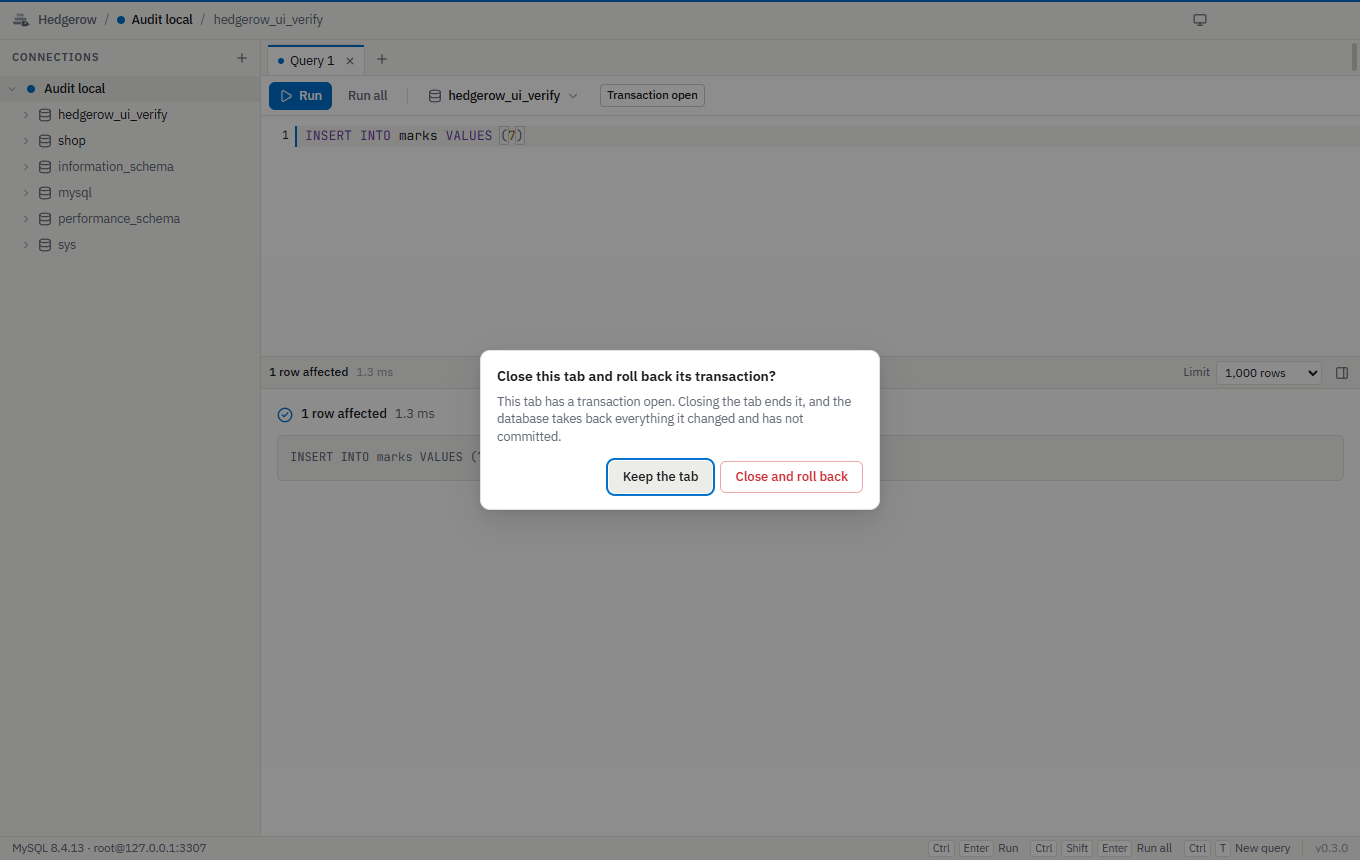 Hedgerow / Audit local / hedgerow_ui_verify
CONNECTIONS
Audit local
hedgerow_ui_verify
shop
information_schema
mysql
performance_schema
sys
Query 1
Run Run all hedgerow_ui_verify Transaction open
1 INSERT INTO marks VALUES (7)
1 row affected 1.3 ms Limit 1,000 rows
1 row affected 1.3 ms
INSERT INTO marks VALUES (
Close this tab and roll back its transaction?
This tab has a transaction open. Closing the tab ends it, and the
database takes back everything it changed and has not
committed.
Keep the tab Close and roll back
MySQL 8.4.13 · root@127.0.0.1:3307 Ctrl Enter Run Ctrl Shift Enter Run all Ctrl T New query v0.3.0